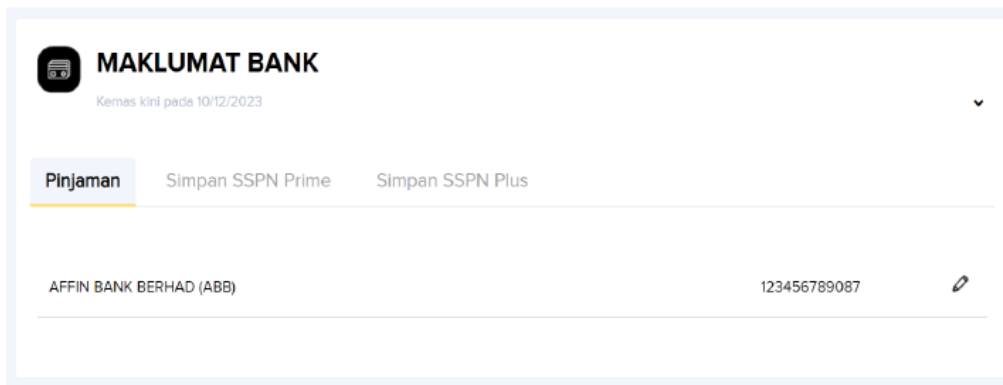 MAKLUMAT BANK
Kemas kini pada 10/12/2023
Pinjaman Simpan SSPN Prime Simpan SSPN Plus
AFFIN BANK BERHAD (ABB) 123456789087